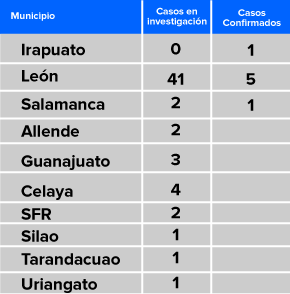 Municipio Casos en investigación Casos Confirmados
Irapuato 0 1
León 41 5
Salamanca 2 1
Allende 2
Guanajuato 3
Celaya 4
SFR 2
Silao 1
Tarandacuao 1
Uriangato 1